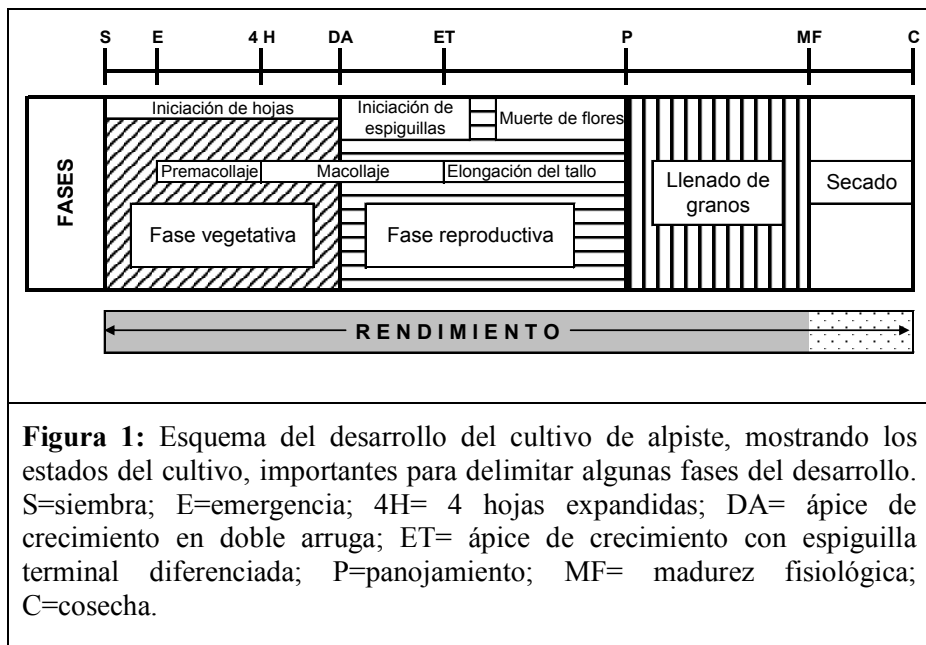 S E 4 H DA ET P MF C
FASES
Iniciación de hojas
Iniciación de
espiguillas
Muerte de flores
Premacollaje
Macollaje
Elongación del tallo
Llenado de
granos
Secado
Fase vegetativa
Fase reproductiva
RENDIMIENTO
Figura 1: Esquema del desarrollo del cultivo de alpiste, mostrando los
estados del cultivo, importantes para delimitar algunas fases del desarrollo.
S=siembra; E=emergencia; 4H= 4 hojas expandidas; DA= ápice de
crecimiento en doble arruga; ET= ápice de crecimiento con espiguilla
terminal diferenciada; P=panojamiento; MF= madurez fisiológica;
C=cosecha.